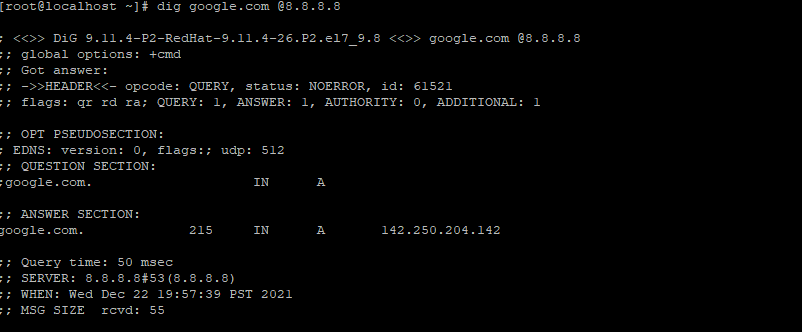 [root@localhost ~]# dig google.com @8.8.8.8
; <<>> DiG 9.11.4-P2-RedHat-9.11.4-26.P2.el7_9.8 <<>> google.com @8.8.8.8
;; global options: +cmd
;; Got answer:
;; ->>HEADER<<- opcode: QUERY, status: NOERROR, id: 61521
;; flags: qr rd ra; QUERY: 1, ANSWER: 1, AUTHORITY: 0, ADDITIONAL: 1
;; OPT PSEUDOSECTION:
; EDNS: version: 0, flags:; udp: 512
;; QUESTION SECTION:
;google.com. IN A
;; ANSWER SECTION:
google.com. 215 IN A 142.250.204.142
;; Query time: 50 msec
;; SERVER: 8.8.8.8#53(8.8.8.8)
;; WHEN: Wed Dec 22 19:57:39 PST 2021
;; MSG SIZE rcvd: 55